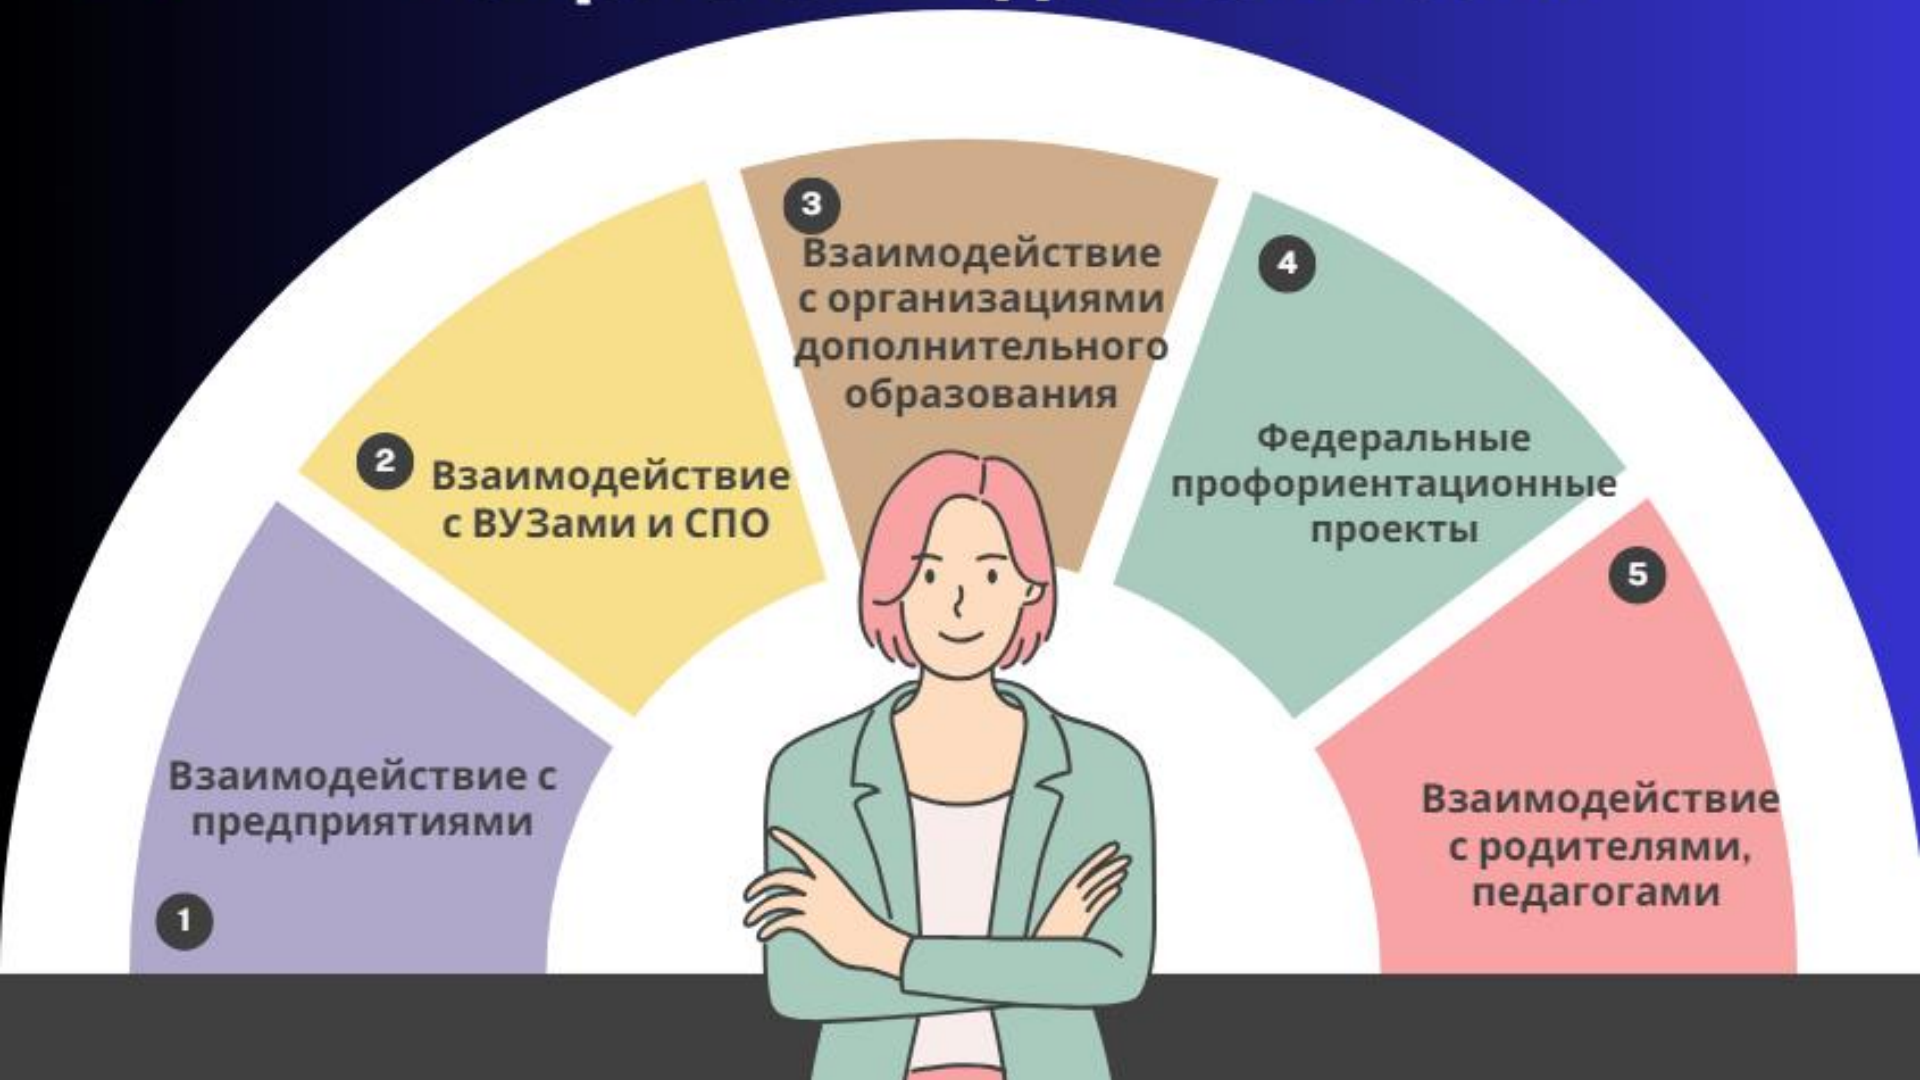 1
Взаимодействие с
предприятиями
2
Взаимодействие
с ВУЗами и СПО
3
Взаимодействие
с организациями
дополнительного
образования
4
Федеральные
профориентационные
проекты
5
Взаимодействие
с родителями,
педагогами